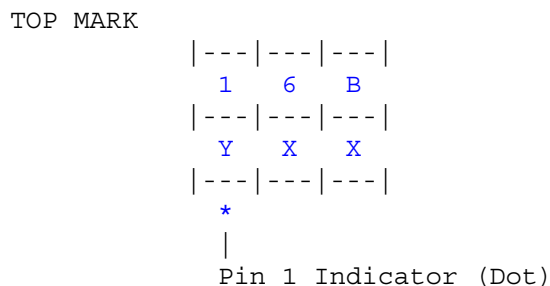 TOP MARK
|---|---|---|
1 6 B
|---|---|---|
Y X X
|---|---|---|
*
|
Pin 1 Indicator (Dot)